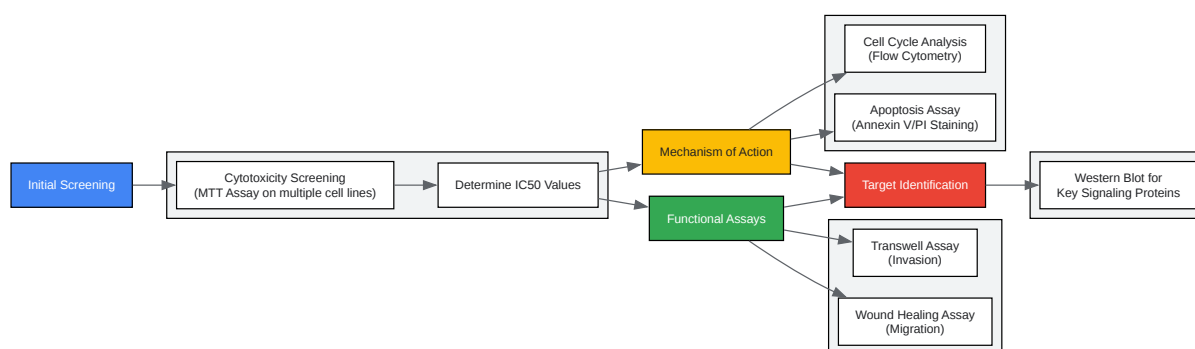 Initial Screening
Cytotoxicity Screening
(MTT Assay on multiple cell lines)
Determine IC50 Values
Mechanism of Action
Functional Assays
Cell Cycle Analysis
(Flow Cytometry)
Apoptosis Assay
(Annexin V/PI Staining)
Target Identification
Transwell Assay
(Invasion)
Wound Healing Assay
(Migration)
Western Blot for
Key Signaling Proteins